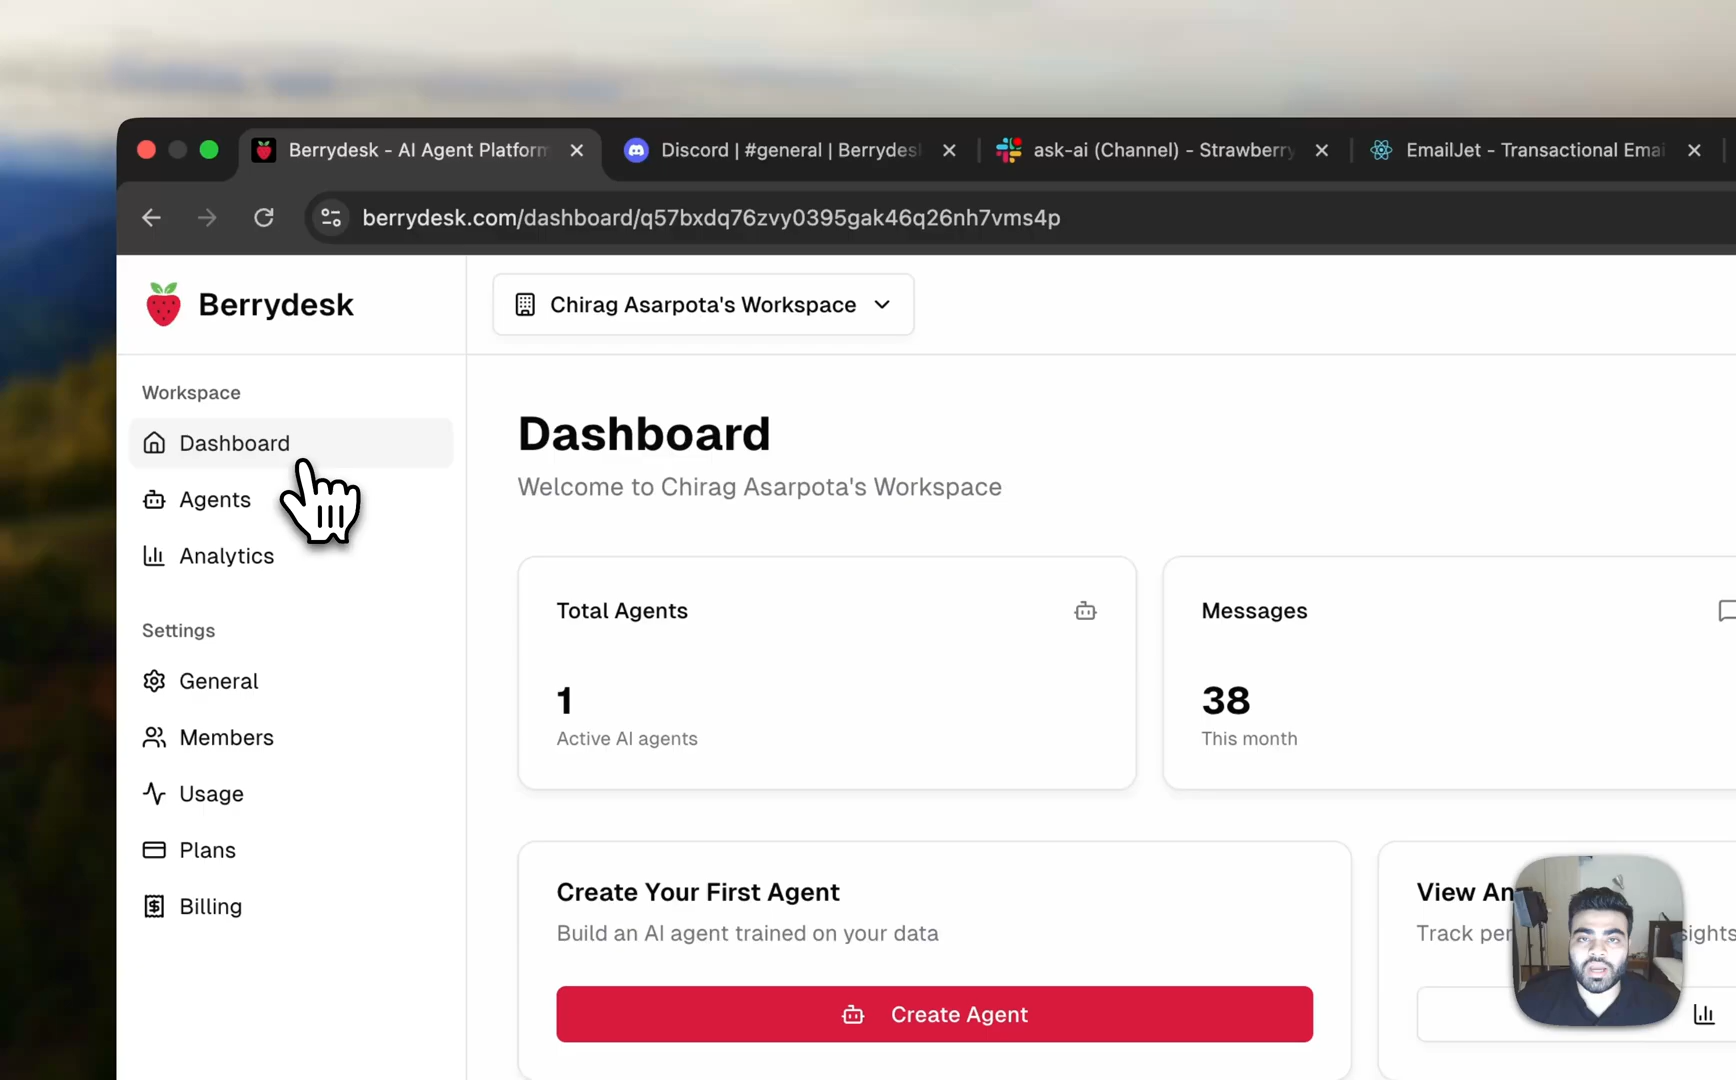 Berrydesk - AI Agent Platform
Discord | #general | Berrydes
ask-ai (Channel) - Strawberry
EmailJet - Transactional Emai
berrydesk.com/dashboard/q57bxdq76zvy0395gak46q26nh7vms4p
Berrydesk
Chirag Asarpota's Workspace
Workspace
Dashboard
Agents
Analytics
Settings
General
Members
Usage
Plans
Billing
Dashboard
Welcome to Chirag Asarpota's Workspace
Total Agents
1
Active AI agents
Messages
38
This month
Create Your First Agent
Build an AI agent trained on your data
Create Agent
View An
Track per sights